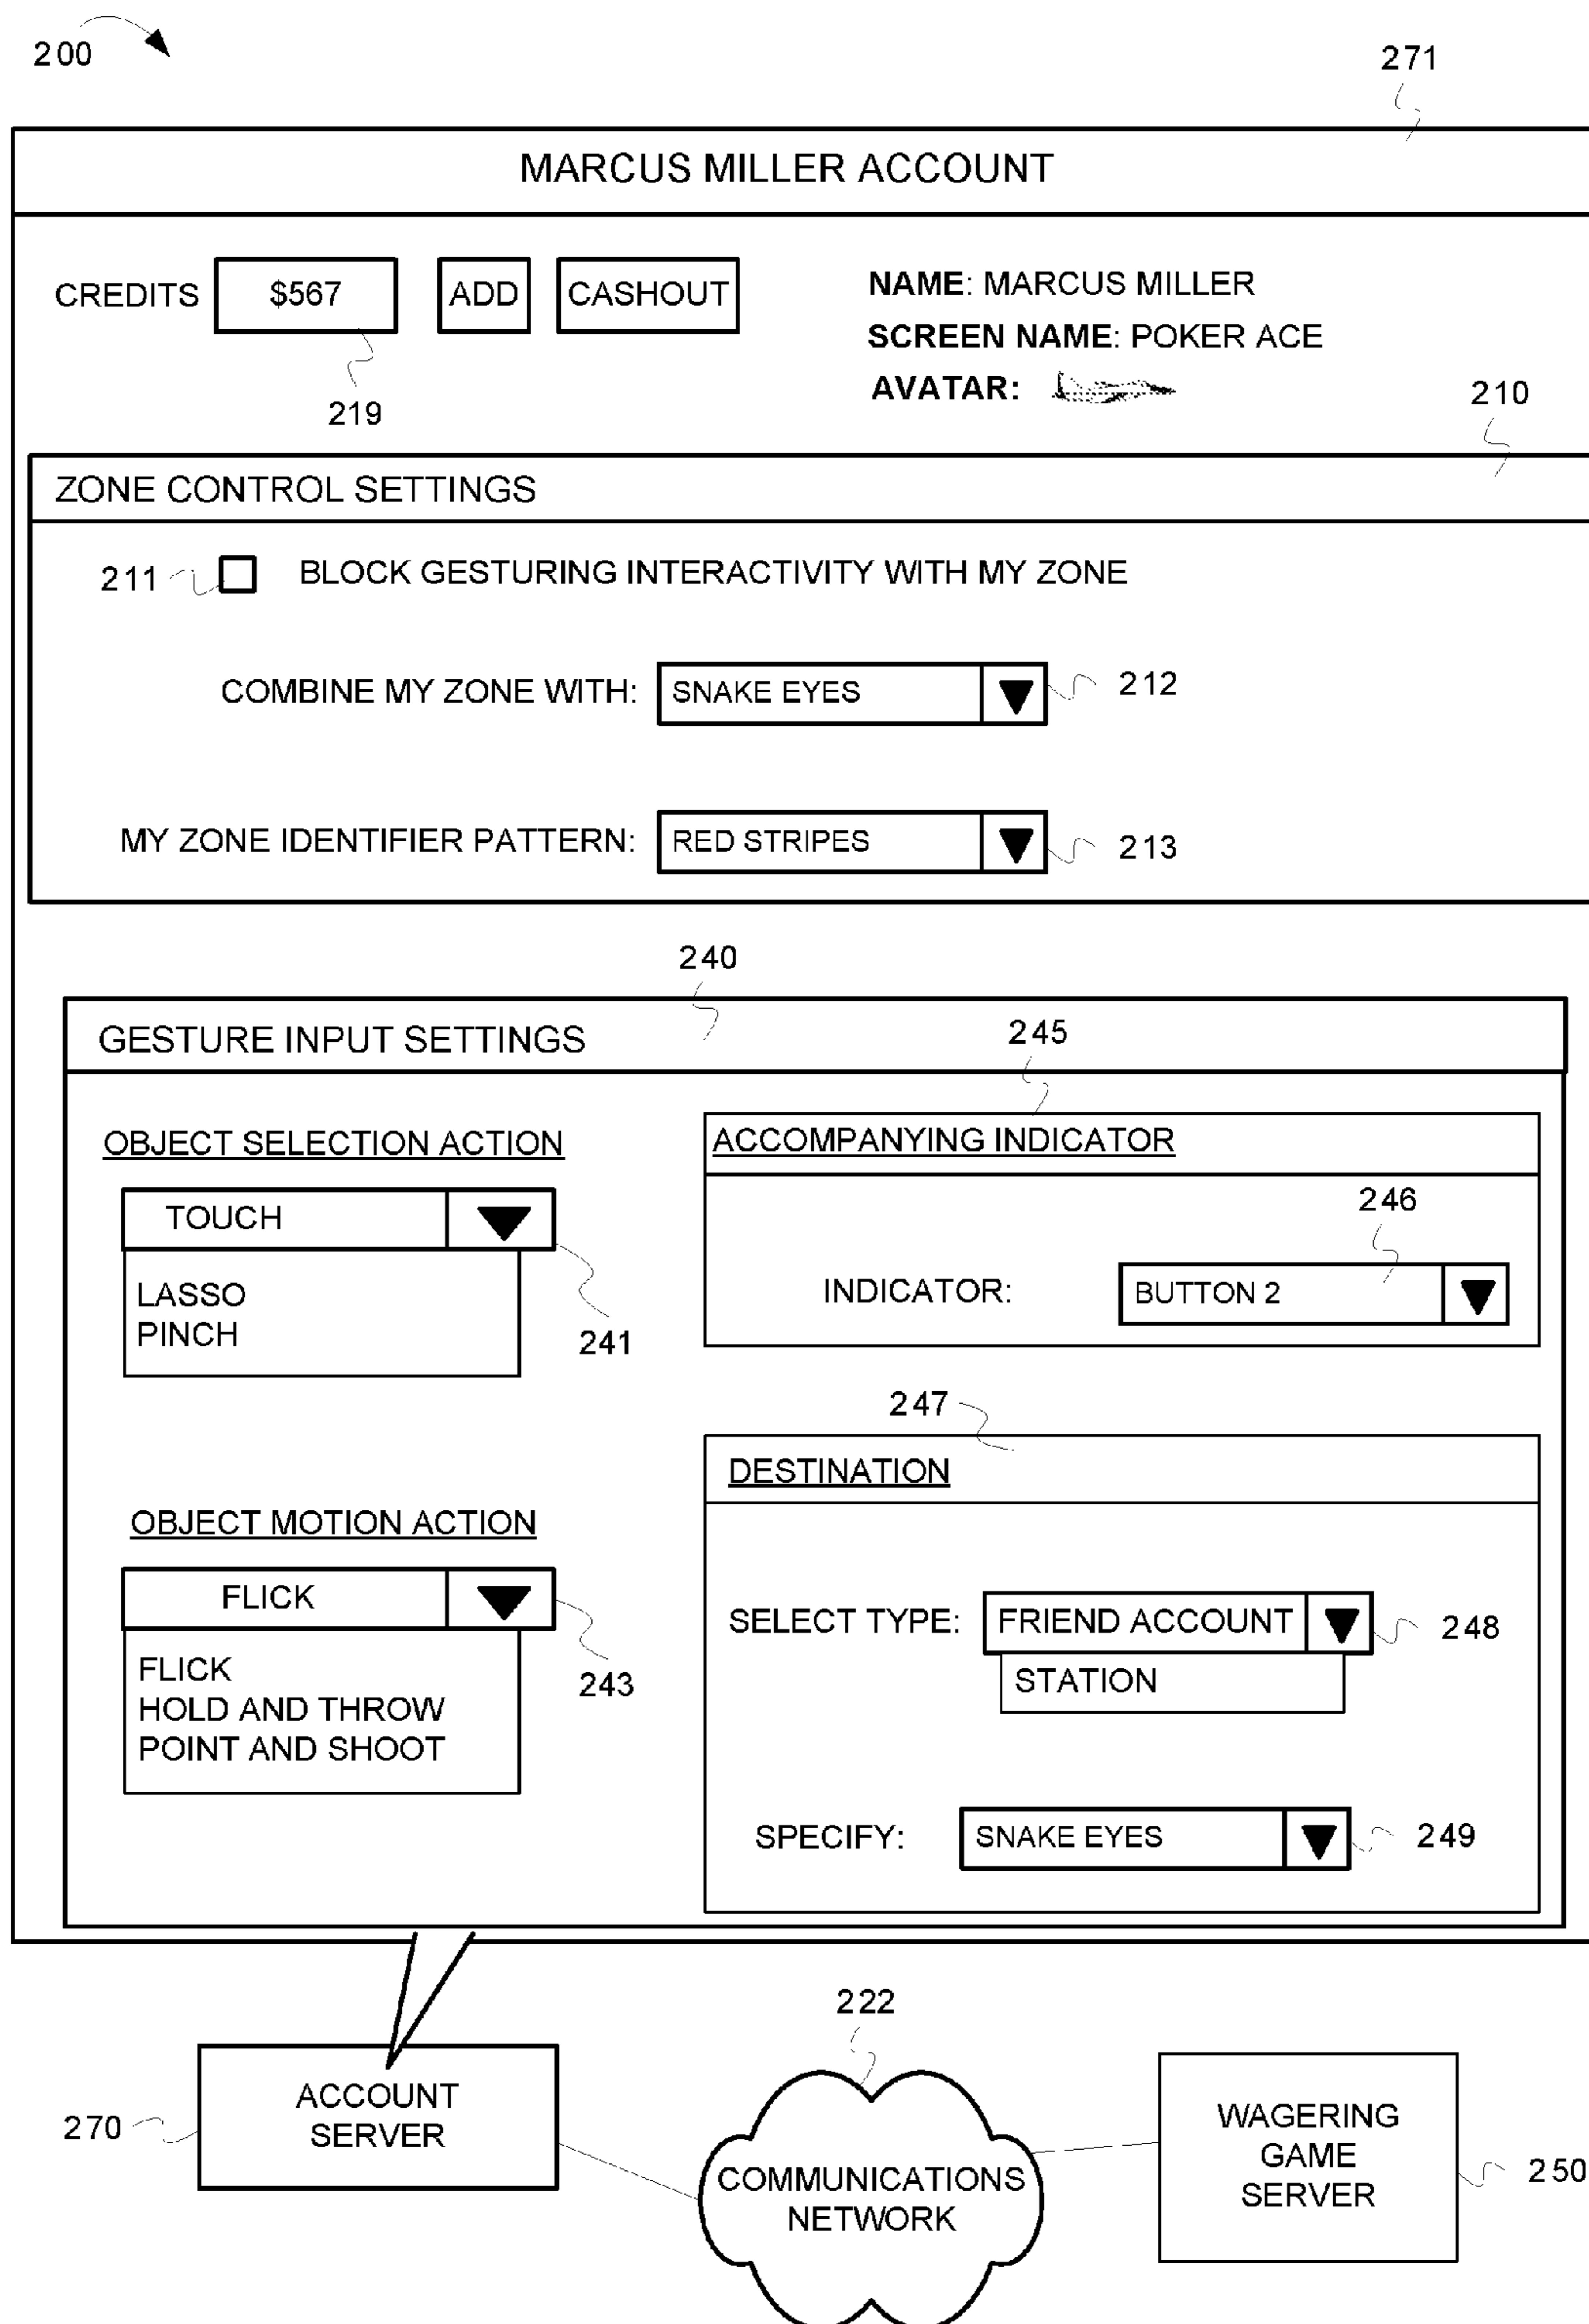 200
271
MARCUS MILLER ACCOUNT
CREDITS $567 ADD CASHOUT
219
NAME: MARCUS MILLER
SCREEN NAME: POKER ACE
AVATAR:
210
ZONE CONTROL SETTINGS
211 BLOCK GESTURING INTERACTIVITY WITH MY ZONE
COMBINE MY ZONE WITH: SNAKE EYES 212
MY ZONE IDENTIFIER PATTERN: RED STRIPES 213
240
GESTURE INPUT SETTINGS
245
OBJECT SELECTION ACTION
TOUCH
LASSO
PINCH
241
ACCOMPANYING INDICATOR
246
INDICATOR: BUTTON 2
OBJECT MOTION ACTION
FLICK
FLICK
HOLD AND THROW
POINT AND SHOOT
243
247
DESTINATION
SELECT TYPE: FRIEND ACCOUNT 248
STATION
SPECIFY: SNAKE EYES 249
222
270
ACCOUNT
SERVER
COMMUNICATIONS
NETWORK
WAGERING
GAME
SERVER
250